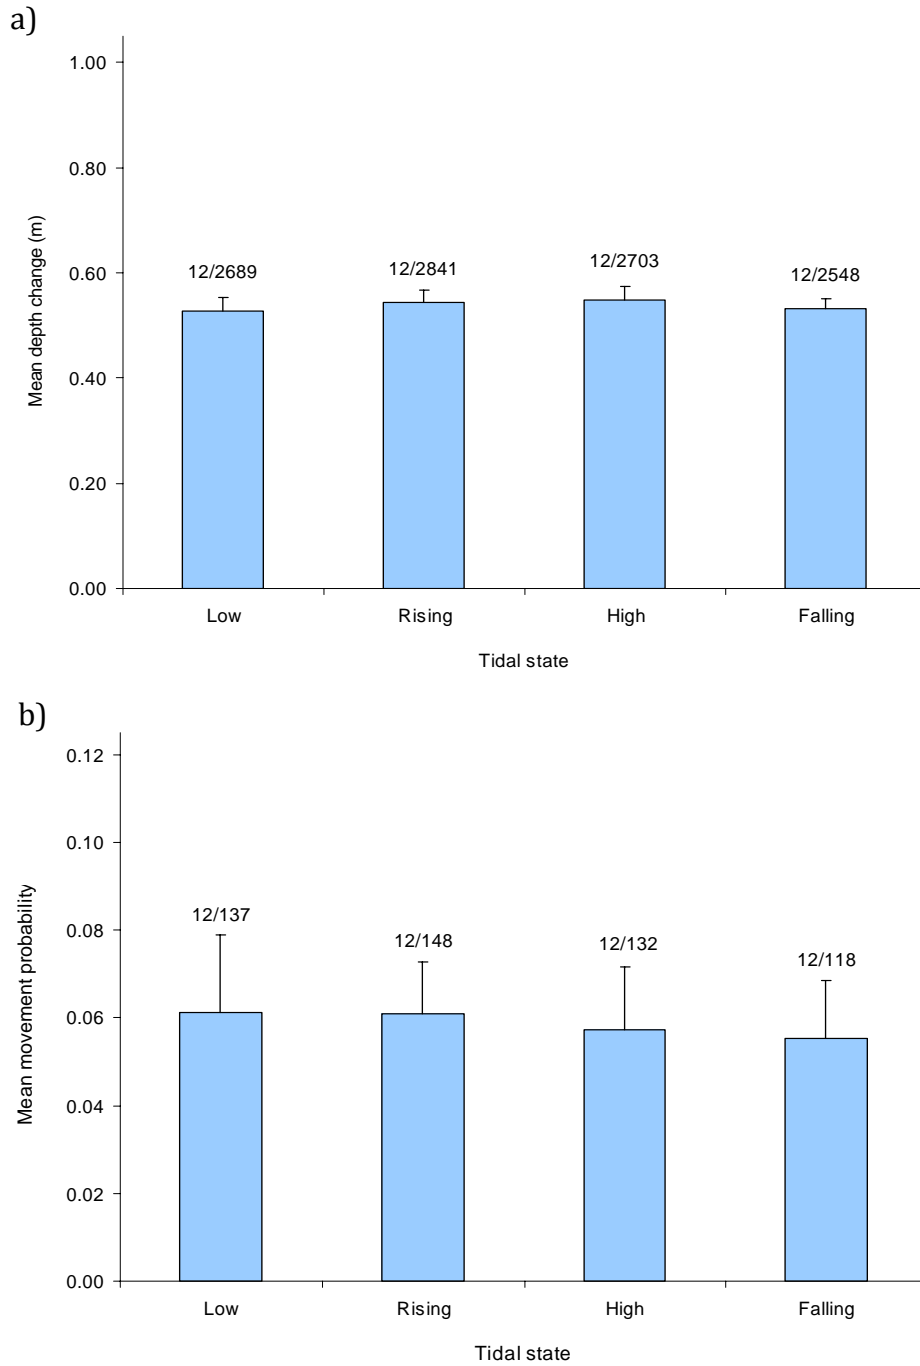 a)
1.00
0.80
0.60
0.40
0.20
0.00
Mean depth change (m)
12/2689
12/2841
12/2703
12/2548
Low
Rising
High
Falling
Tidal state
b)
0.12
0.10
0.08
0.06
0.04
0.02
0.00
Mean movement probability
12/137
12/148
12/132
12/118
Low
Rising
High
Falling
Tidal state